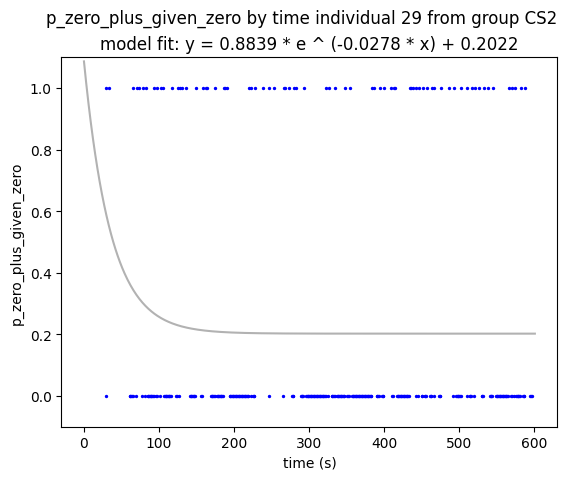 p_zero_plus_given_zero by time individual 29 from group CS2
model fit: y = 0.8839 * e ^ (-0.0278 * x) + 0.2022
1.0
0.8
0.6
0.4
0.2
0.0
p_zero_plus_given_zero
0 100 200 300 400 500 600
time (s)